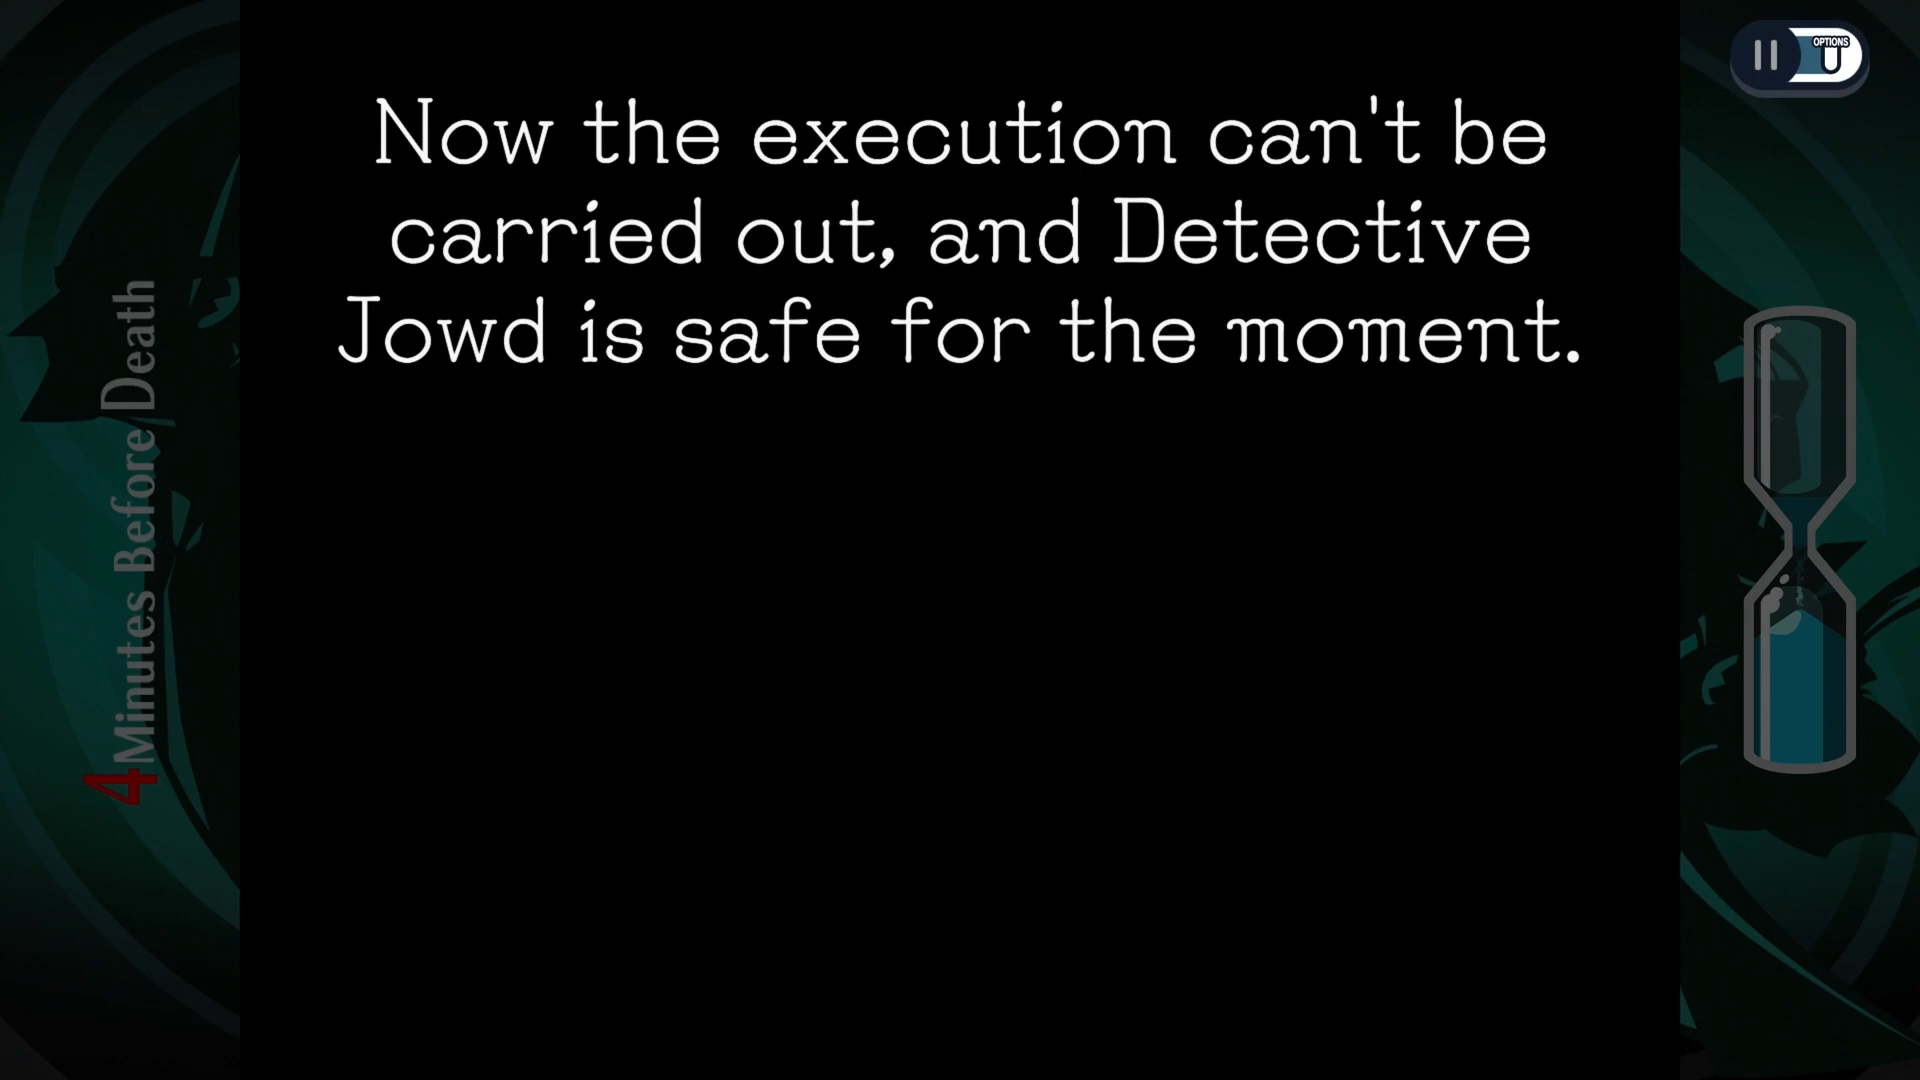 Now the execution can't be
carried out, and Detective
Jowd is safe for the moment.
4 Minutes Before Death
OPTIONS